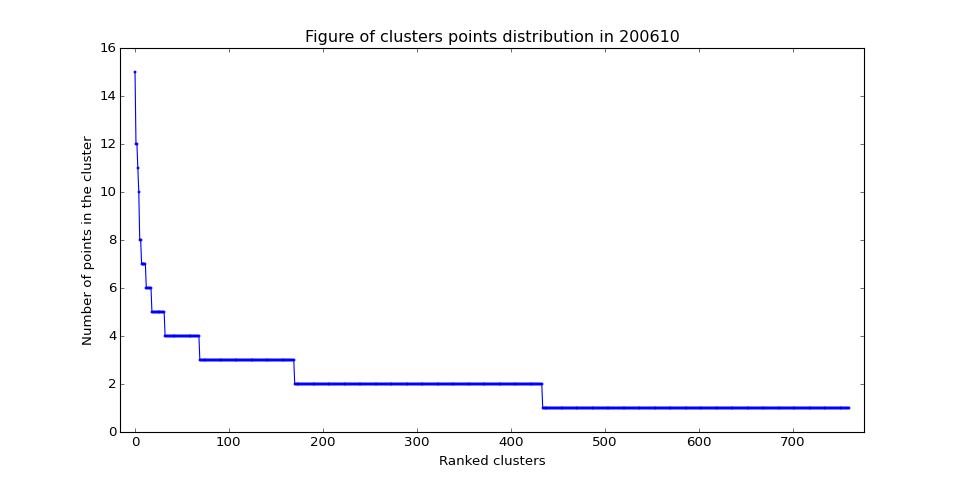 Figure of clusters points distribution in 200610
16
14
12
10
8
6
4
2
0
Number of points in the cluster
0 100 200 300 400 500 600 700
Ranked clusters